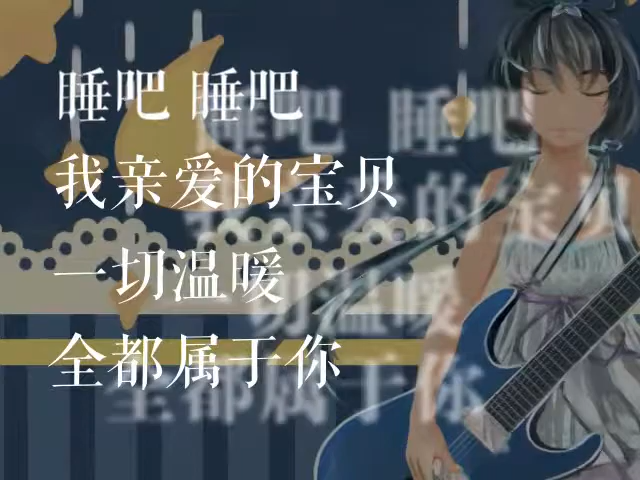 睡吧 睡吧
我亲爱的宝贝
一切温暖
全都属于你